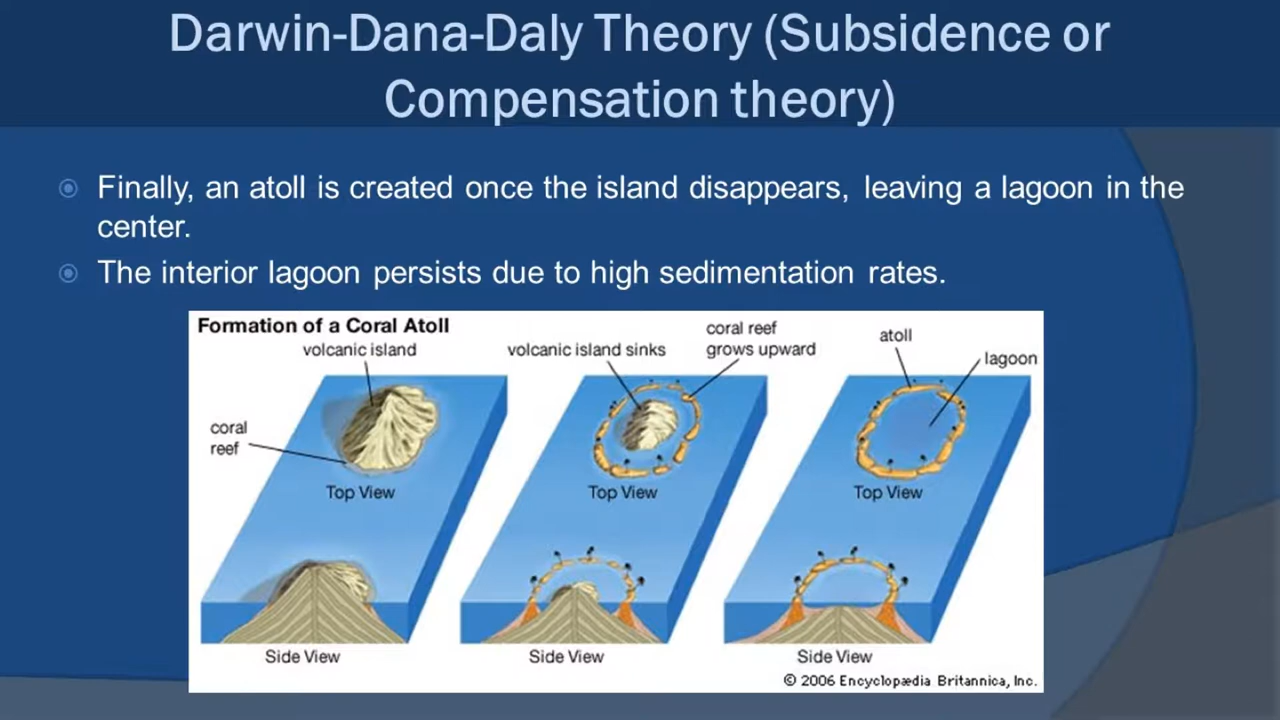 Darwin-Dana-Daly Theory (Subsidence or
Compensation theory)
Finally, an atoll is created once the island disappears, leaving a lagoon in the
center.
The interior lagoon persists due to high sedimentation rates.
Formation of a Coral Atoll
volcanic island
coral
reef
Top View
Side View
volcanic island sinks
coral reef
grows upward
Top View
Side View
atoll
lagoon
Top View
Side View
© 2006 Encyclopædia Britannica, Inc.